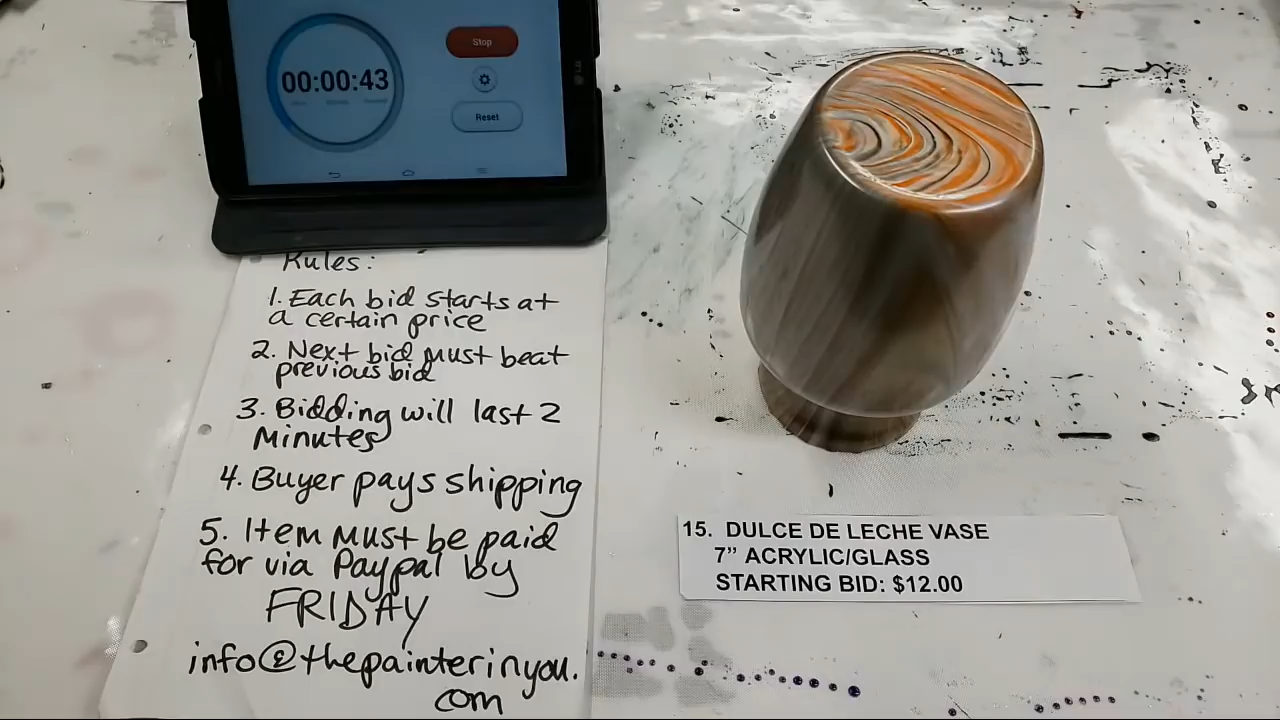 00:00:43
Stop
Reset
LG
Rules:
1. Each bid starts at
a certain price
2. Next bid must beat
previous bid
3. Bidding will last 2
Minutes
4. Buyer pays shipping
5. Item must be paid
for via Paypal by
FRIDAY
info@thepainterinyou.
com
15. DULCE DE LECHE VASE
7” ACRYLIC/GLASS
STARTING BID: $12.00